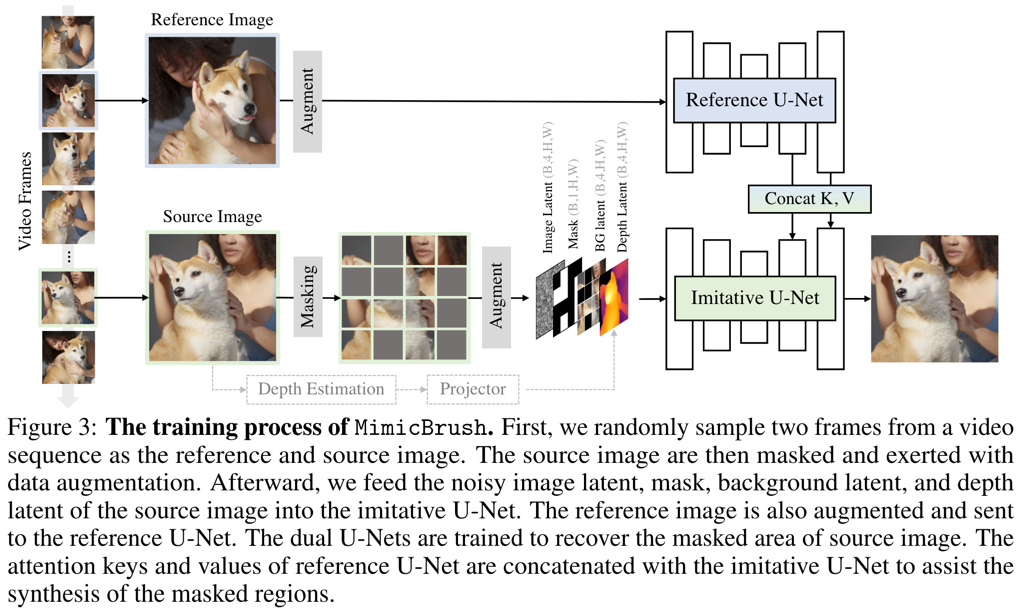 Reference Image
Augment
Reference U-Net
Video Frames
Concat K, V
Source Image
Image Latent (B,4,H,W)
Mask (B,1,H,W)
BG latent (B,4,H,W)
Depth Latent (B,4,H,W)
...
Masking
Augment
Imitative U-Net
Depth Estimation
Projector
Figure 3: The training process of MimicBrush. First, we randomly sample two frames from a video
sequence as the reference and source image. The source image are then masked and exerted with
data augmentation. Afterward, we feed the noisy image latent, mask, background latent, and depth
latent of the source image into the imitative U-Net. The reference image is also augmented and sent
to the reference U-Net. The dual U-Nets are trained to recover the masked area of source image. The
attention keys and values of reference U-Net are concatenated with the imitative U-Net to assist the
synthesis of the masked regions.